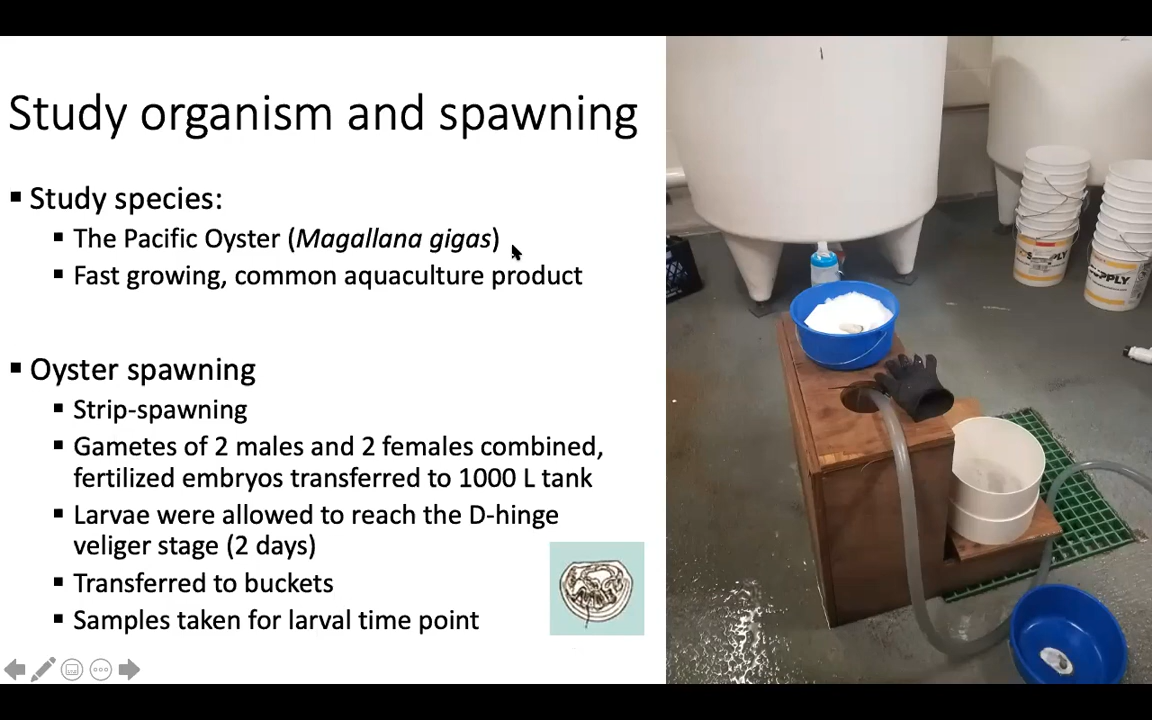 Study organism and spawning
▪ Study species:
▪ The Pacific Oyster (Magallana gigas)
▪ Fast growing, common aquaculture product
▪ Oyster spawning
▪ Strip-spawning
▪ Gametes of 2 males and 2 females combined,
fertilized embryos transferred to 1000 L tank
▪ Larvae were allowed to reach the D-hinge
veliger stage (2 days)
▪ Transferred to buckets
▪ Samples taken for larval time point